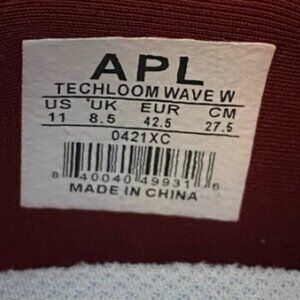 APL
TECHLOOM WAVE W
US 'UK EUR CM
11 8.5 42.5 27.5
0421XC
8 40040 49931 6
MADE IN CHINA